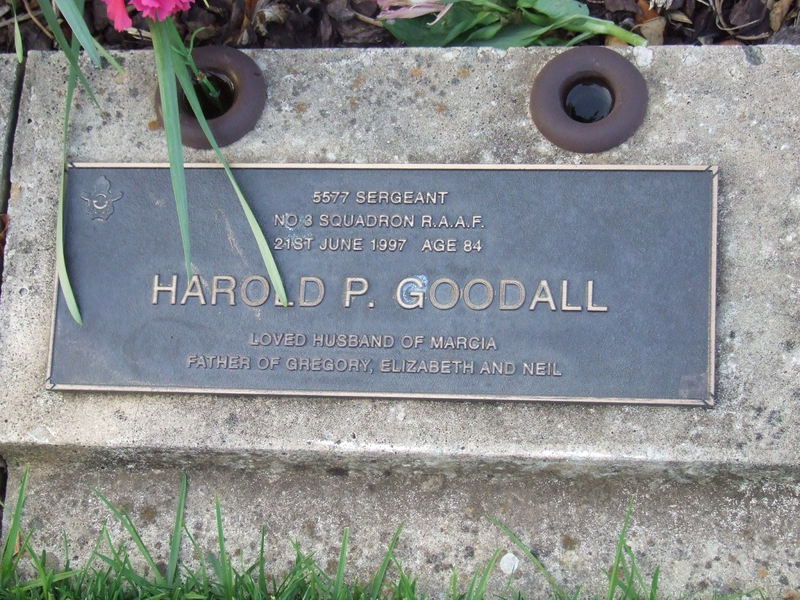 5577 SERGEANT
NO 3 SQUADRON R.A.A.F.
21ST JUNE 1997 AGE 84
HAROLD P. GOODALL
LOVED HUSBAND OF MARCIA
FATHER OF GREGORY, ELIZABETH AND NEIL